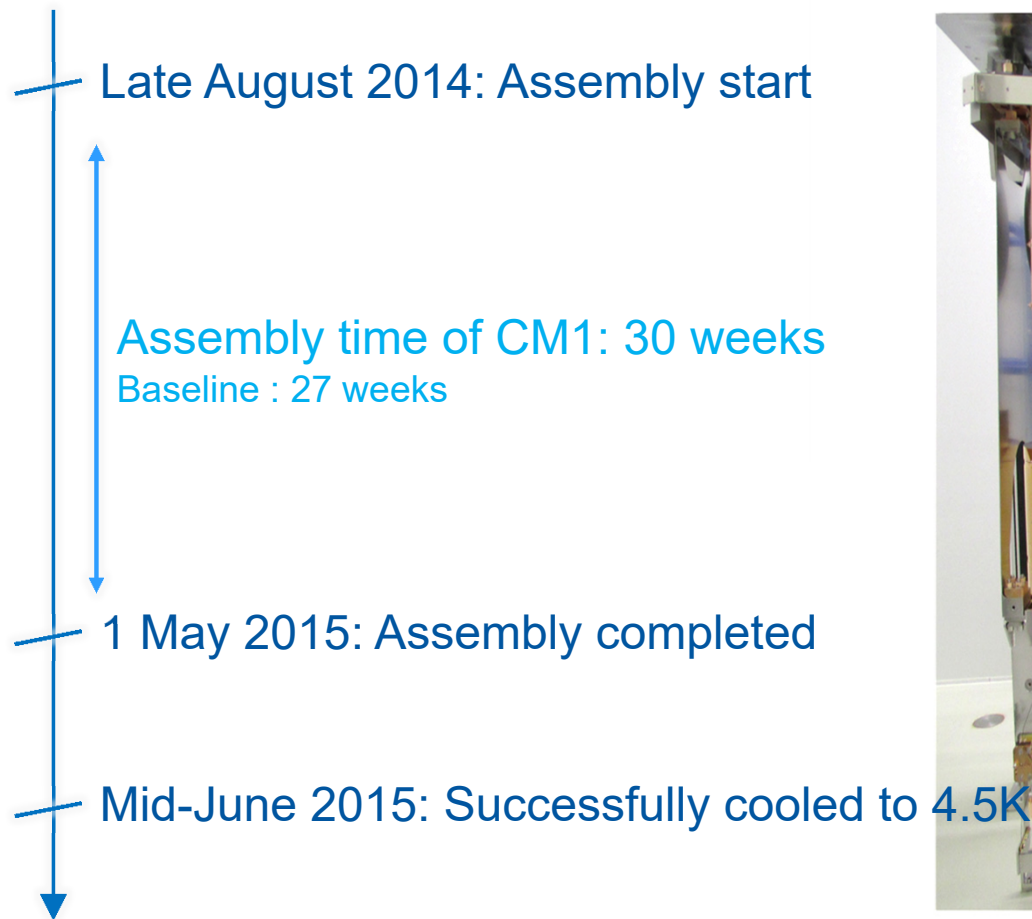 Late August 2014: Assembly start
Assembly time of CM1: 30 weeks
Baseline : 27 weeks
1 May 2015: Assembly completed
Mid-June 2015: Successfully cooled to 4.5K